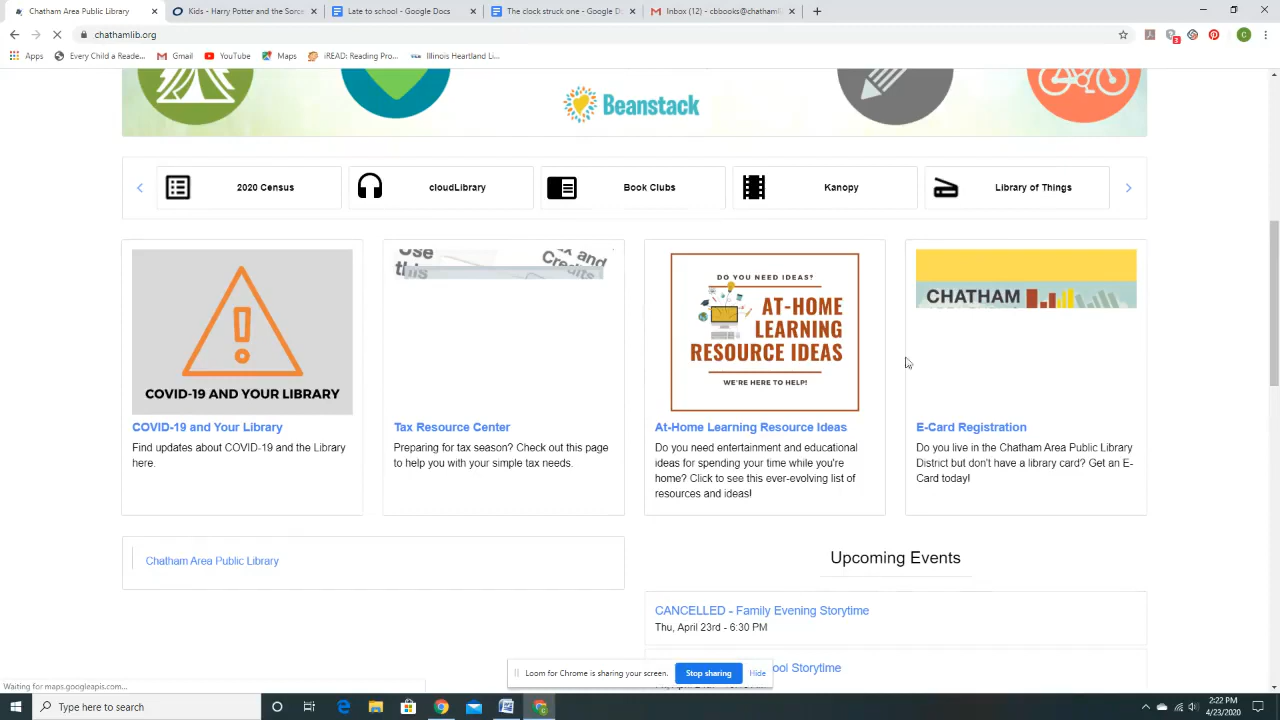 Chatham Area Public Library
Kids - Harry Potter and the Sorce
Late to school - Google Docs
The clock struck one - Google D
Inbox (12) - cbooks@chathaml
chathamlib.org
3
C
Apps
Every Child a Reade...
Gmail
YouTube
Maps
iREAD: Reading Pro...
Illinois Heartland Li...
Beanstack
2020 Census
cloudLibrary
Book Clubs
Kanopy
Library of Things
Use
this
Tax and
Credits
DO YOU NEED IDEAS?
AT-HOME
LEARNING
RESOURCE IDEAS
WE'RE HERE TO HELP!
CHATHAM
COVID-19 AND YOUR LIBRARY
COVID-19 and Your Library
Find updates about COVID-19 and the Library
here.
Tax Resource Center
Preparing for tax season? Check out this page
to help you with your simple tax needs.
At-Home Learning Resource Ideas
Do you need entertainment and educational
ideas for spending your time while you're
home? Click to see this ever-evolving list of
resources and ideas!
E-Card Registration
Do you live in the Chatham Area Public Library
District but don't have a library card? Get an E-
Card today!
Chatham Area Public Library
Upcoming Events
CANCELLED - Family Evening Storytime
Thu, April 23rd - 6:30 PM
ool Storytime
Loom for Chrome is sharing your screen.
Stop sharing
Hide
Waiting for maps.googleapis.com...
Type here to search
2:22 PM
4/23/2020